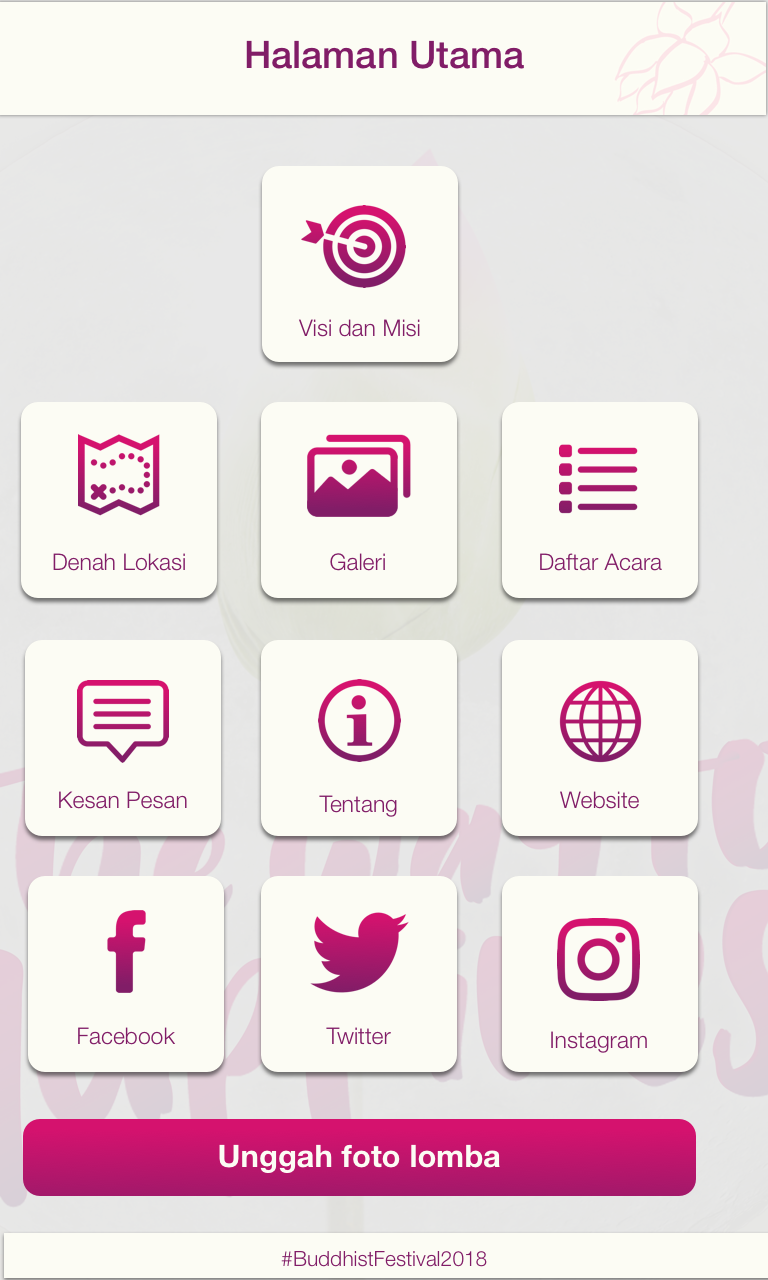 Halaman Utama
Visi dan Misi
Denah Lokasi
Galeri
Daftar Acara
Kesan Pesan
Tentang
Website
Facebook
Twitter
Instagram
Unggah foto lomba
#BuddhistFestival2018